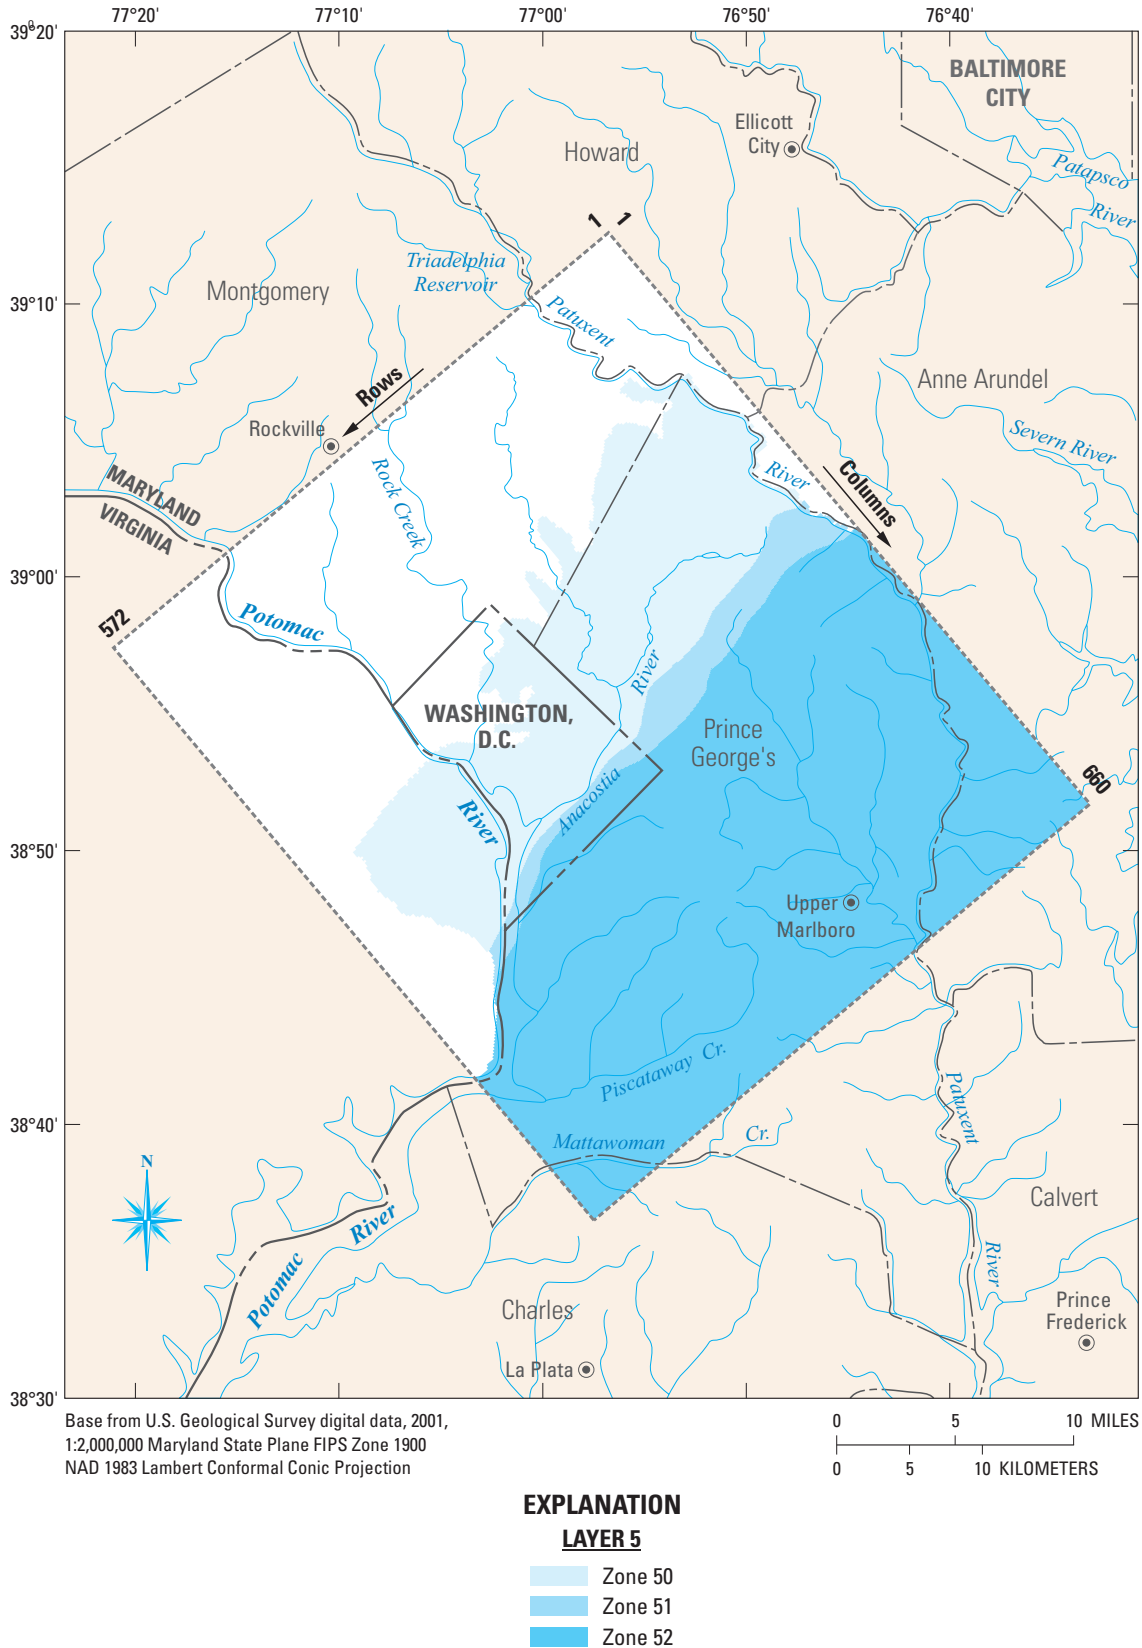 77°20'
77°10'
77°00'
76°50'
76°40'
39°20'
BALTIMORE
CITY
Ellicott
City
Howard
Patapsco
River
1
1
Triadelphia
Reservoir
Montgomery
39°10'
Patuxent
Rows
Anne Arundel
Rockville
Severn River
Rock Creek
River
Columns
MARYLAND
VIRGINIA
39°00'
572
Potomac
River
WASHINGTON,
D.C.
Prince
George's
660
River
Anacostia
38°50'
Upper
Marlboro
Piscataway Cr.
Patuxent
38°40'
Mattawoman Cr.
N
Calvert
River
River
Potomac
Charles
Prince
Frederick
La Plata
38°30'
Base from U.S. Geological Survey digital data, 2001,
1:2,000,000 Maryland State Plane FIPS Zone 1900
NAD 1983 Lambert Conformal Conic Projection
0 5 10 MILES
0 5 10 KILOMETERS
EXPLANATION
LAYER 5
Zone 50
Zone 51
Zone 52